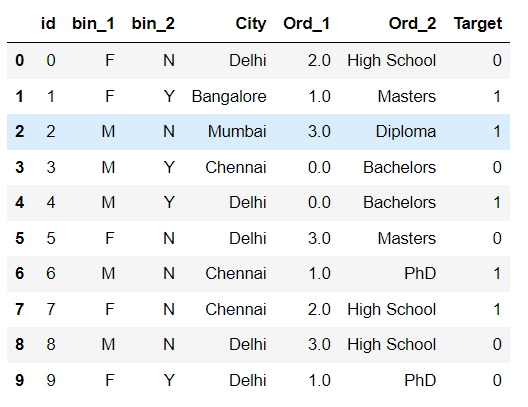 id bin_1 bin_2 City Ord_1 Ord_2 Target
0 0 F N Delhi 2.0 High School 0
1 1 F Y Bangalore 1.0 Masters 1
2 2 M N Mumbai 3.0 Diploma 1
3 3 M Y Chennai 0.0 Bachelors 0
4 4 M Y Delhi 0.0 Bachelors 1
5 5 F N Delhi 3.0 Masters 0
6 6 M N Chennai 1.0 PhD 1
7 7 F N Chennai 2.0 High School 1
8 8 M N Delhi 3.0 High School 0
9 9 F Y Delhi 1.0 PhD 0